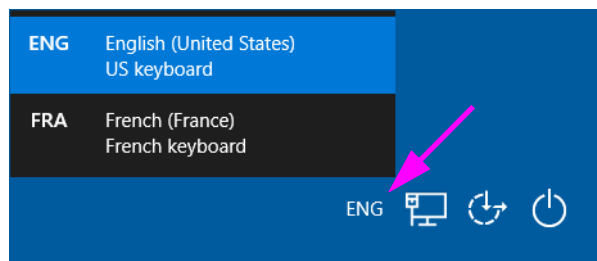 ENG English (United States)
US keyboard
FRA French (France)
French keyboard
ENG